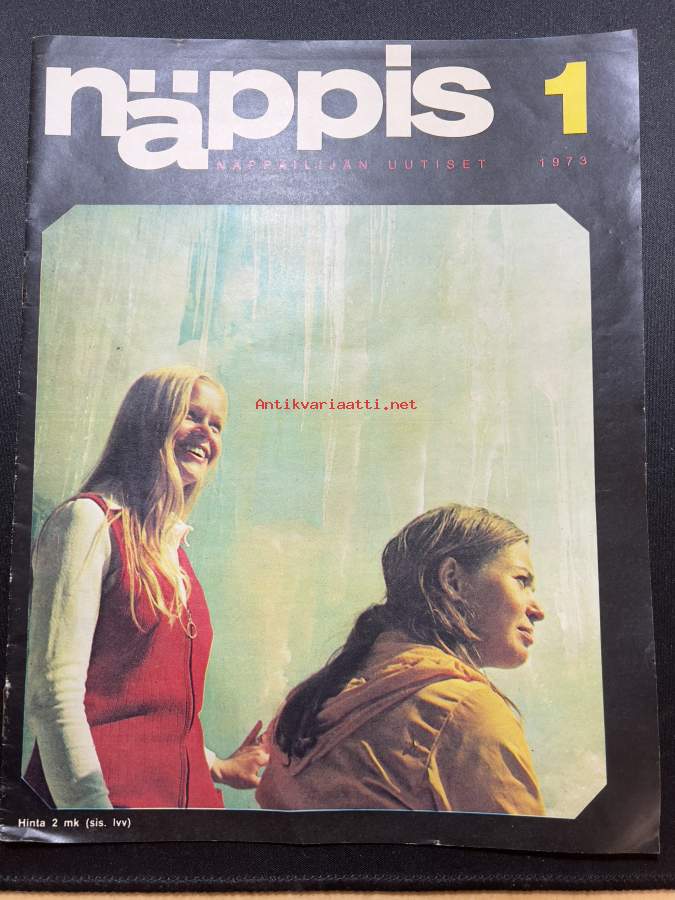 näppis 1
NÄPPÄILIJÄN UUTISET 1973
Antikvariaatti.net
Hinta 2 mk (sis. lvv)